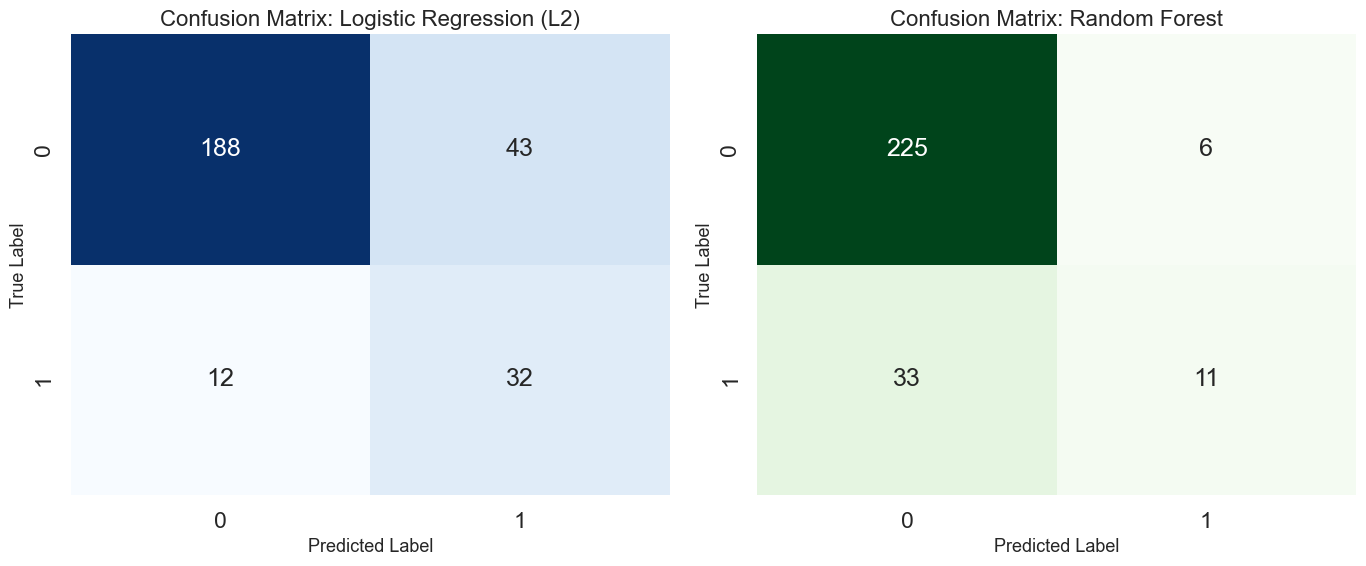 Confusion Matrix: Logistic Regression (L2)
True Label
0
188
43
1
12
32
0
1
Predicted Label
Confusion Matrix: Random Forest
True Label
0
225
6
1
33
11
0
1
Predicted Label